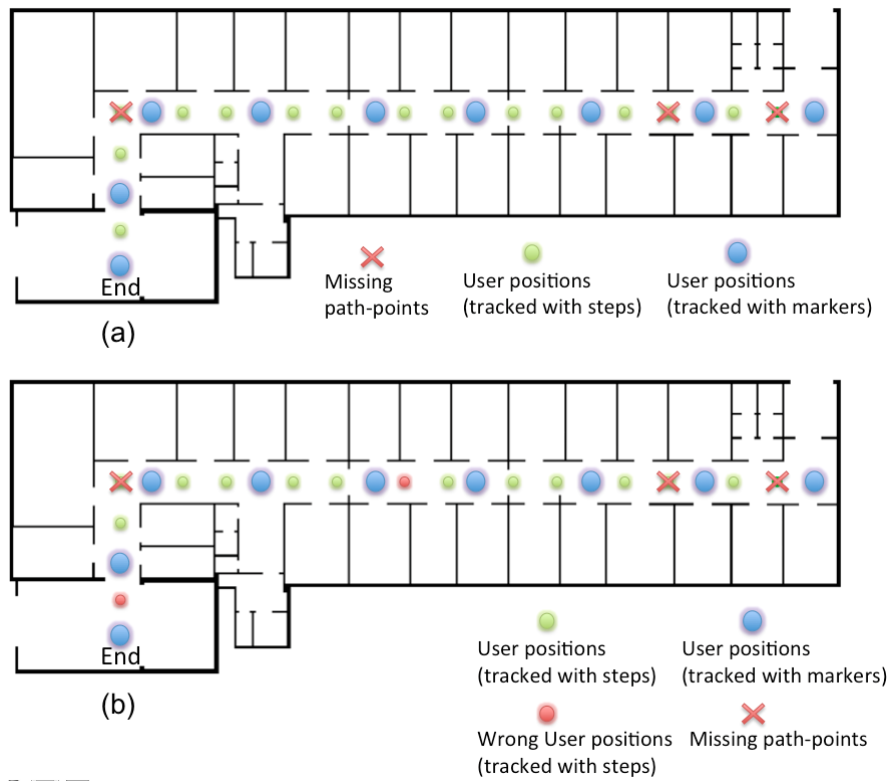 End
Missing
path-points
User positions
(tracked with steps)
User positions
(tracked with markers)
(a)
End
User positions
(tracked with steps)
User positions
(tracked with markers)
(b)
Wrong User positions
(tracked with steps)
Missing path-points